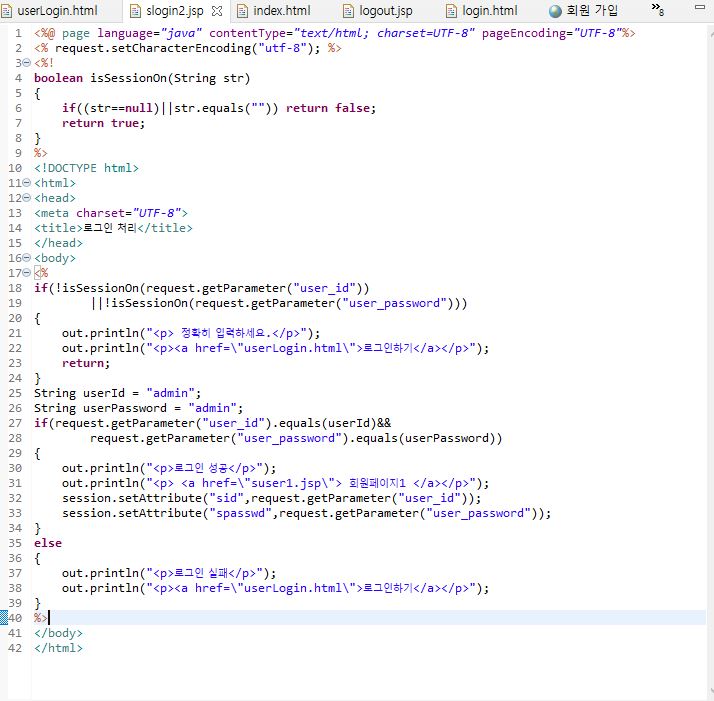 userLogin.html slogin2.jsp index.html logout.jsp login.html 회원 가입 »8
1 <%@ page language="java" contentType="text/html; charset=UTF-8" pageEncoding="UTF-8"%>
2 <% request.setCharacterEncoding("utf-8"); %>
3 <%!
4 boolean isSessionOn(String str)
5 {
6 if((str==null)||str.equals("")) return false;
7 return true;
8 }
9 %>
10 <!DOCTYPE html>
11 <html>
12 <head>
13 <meta charset="UTF-8">
14 <title>로그인 처리</title>
15 </head>
16 <body>
17 <%
18 if(!isSessionOn(request.getParameter("user_id"))
19 ||!isSessionOn(request.getParameter("user_password")))
20 {
21 out.println("<p> 정확히 입력하세요.</p>");
22 out.println("<p><a href=\"userLogin.html\">로그인하기</a></p>");
23 return;
24 }
25 String userId = "admin";
26 String userPassword = "admin";
27 if(request.getParameter("user_id").equals(userId)&&
28 request.getParameter("user_password").equals(userPassword))
29 {
30 out.println("<p>로그인 성공</p>");
31 out.println("<p> <a href=\"suser1.jsp\"> 회원페이지1 </a></p>");
32 session.setAttribute("sid",request.getParameter("user_id"));
33 session.setAttribute("spasswd",request.getParameter("user_password"));
34 }
35 else
36 {
37 out.println("<p>로그인 실패</p>");
38 out.println("<p><a href=\"userLogin.html\">로그인하기</a></p>");
39 }
40 %>
41 </body>
42 </html>